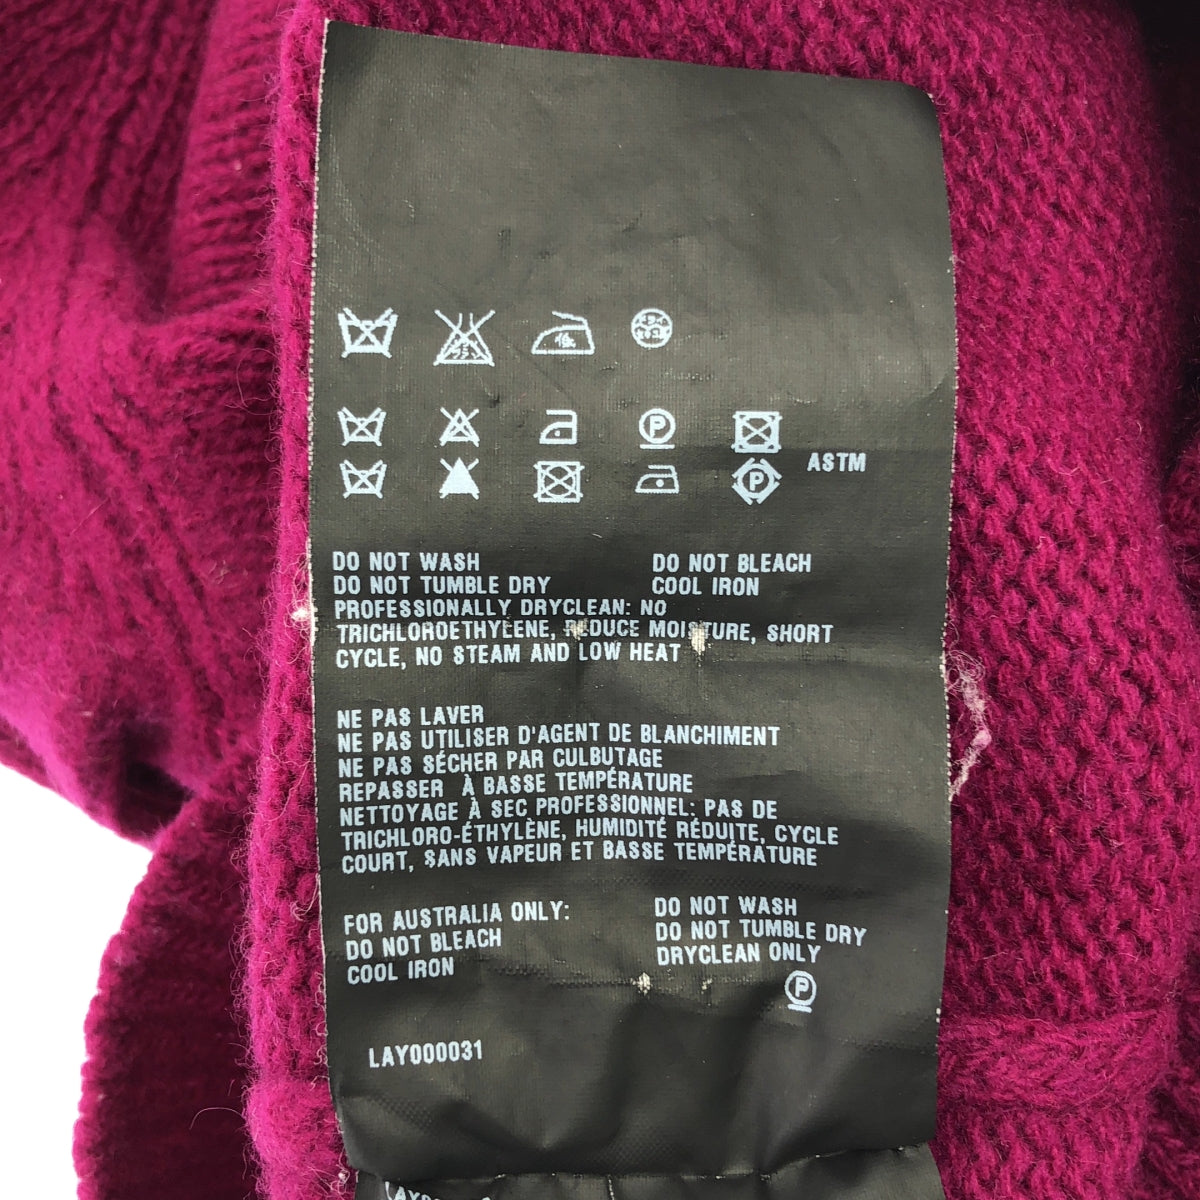 低
P
ASTM
P
DO NOT WASH DO NOT BLEACH
DO NOT TUMBLE DRY COOL IRON
PROFESSIONALLY DRYCLEAN: NO
TRICHLOROETHYLENE, REDUCE MOISTURE, SHORT
CYCLE, NO STEAM AND LOW HEAT
NE PAS LAVER
NE PAS UTILISER D'AGENT DE BLANCHIMENT
NE PAS SÉCHER PAR CULBUTAGE
REPASSER À BASSE TEMPÉRATURE
NETTOYAGE À SEC PROFESSIONNEL: PAS DE
TRICHLORO-ÉTHYLÈNE, HUMIDITÉ RÉDUITE, CYCLE
COURT, SANS VAPEUR ET BASSE TEMPÉRATURE
FOR AUSTRALIA ONLY: DO NOT WASH
DO NOT BLEACH DO NOT TUMBLE DRY
COOL IRON DRYCLEAN ONLY
P
LAY000031